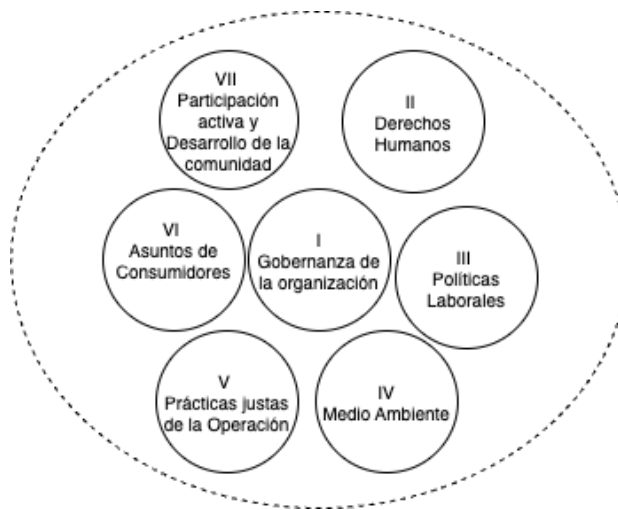 VII
Participación
activa y
Desarrollo de la
comunidad
II
Derechos
Humanos
VI
Asuntos de
Consumidores
I
Gobernanza de
la organización
III
Políticas
Laborales
V
Prácticas justas
de la Operación
IV
Medio Ambiente